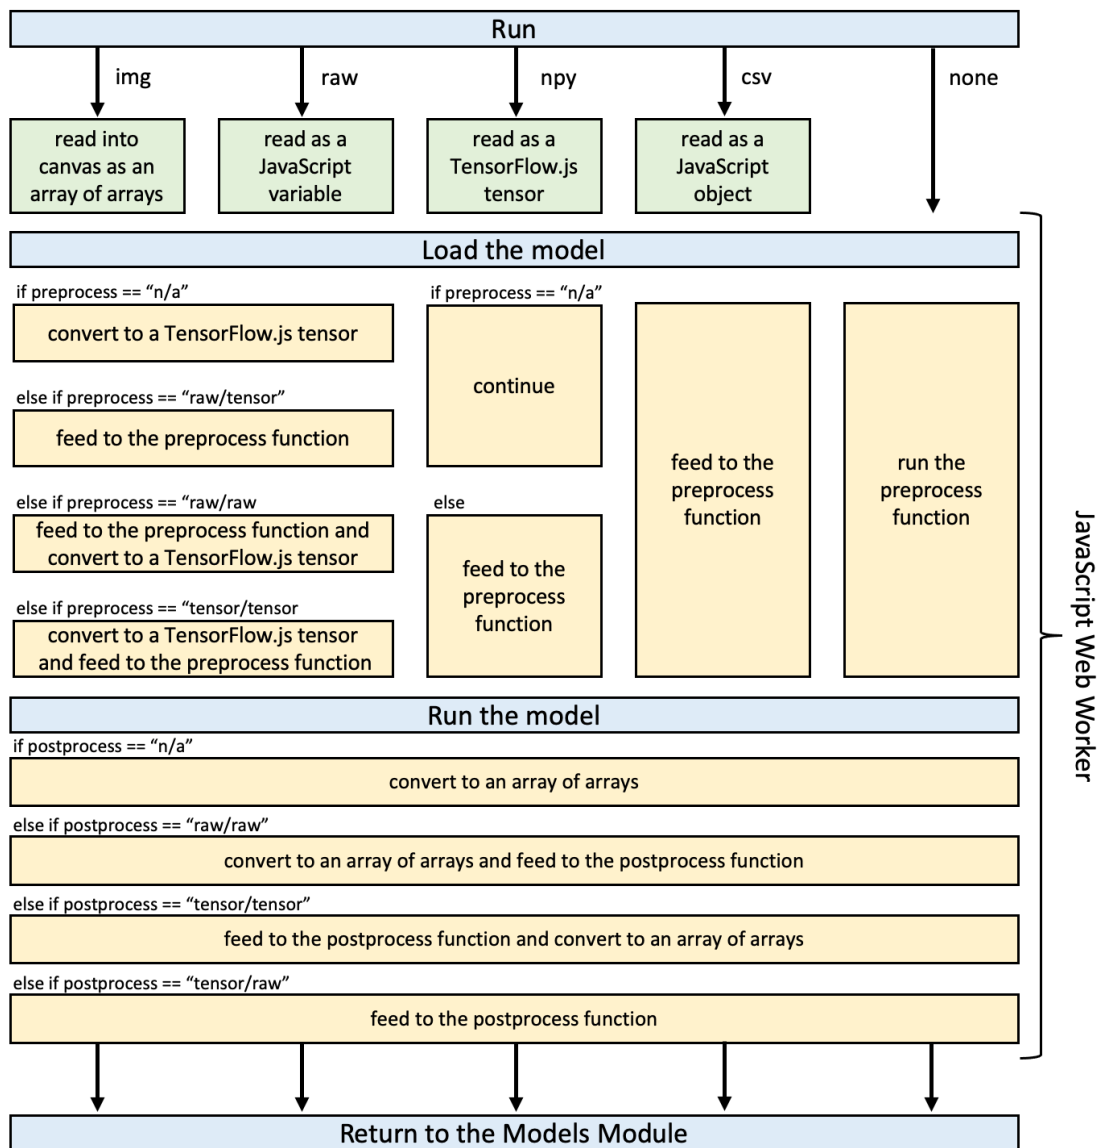 Run
img
raw
npy
csv
none
read into
canvas as an
array of arrays
read as a
JavaScript
variable
read as a
TensorFlow.js
tensor
read as a
JavaScript
object
Load the model
if preprocess == “n/a”
convert to a TensorFlow.js tensor
else if preprocess == “raw/tensor”
feed to the preprocess function
else if preprocess == “raw/raw
feed to the preprocess function and
convert to a TensorFlow.js tensor
else if preprocess == “tensor/tensor
convert to a TensorFlow.js tensor
and feed to the preprocess function
if preprocess == “n/a”
continue
else
feed to the
preprocess
function
feed to the
preprocess
function
run the
preprocess
function
JavaScript Web Worker
Run the model
if postprocess == “n/a”
convert to an array of arrays
else if postprocess == “raw/raw”
convert to an array of arrays and feed to the postprocess function
else if postprocess == “tensor/tensor”
feed to the postprocess function and convert to an array of arrays
else if postprocess == “tensor/raw”
feed to the postprocess function
Return to the Models Module